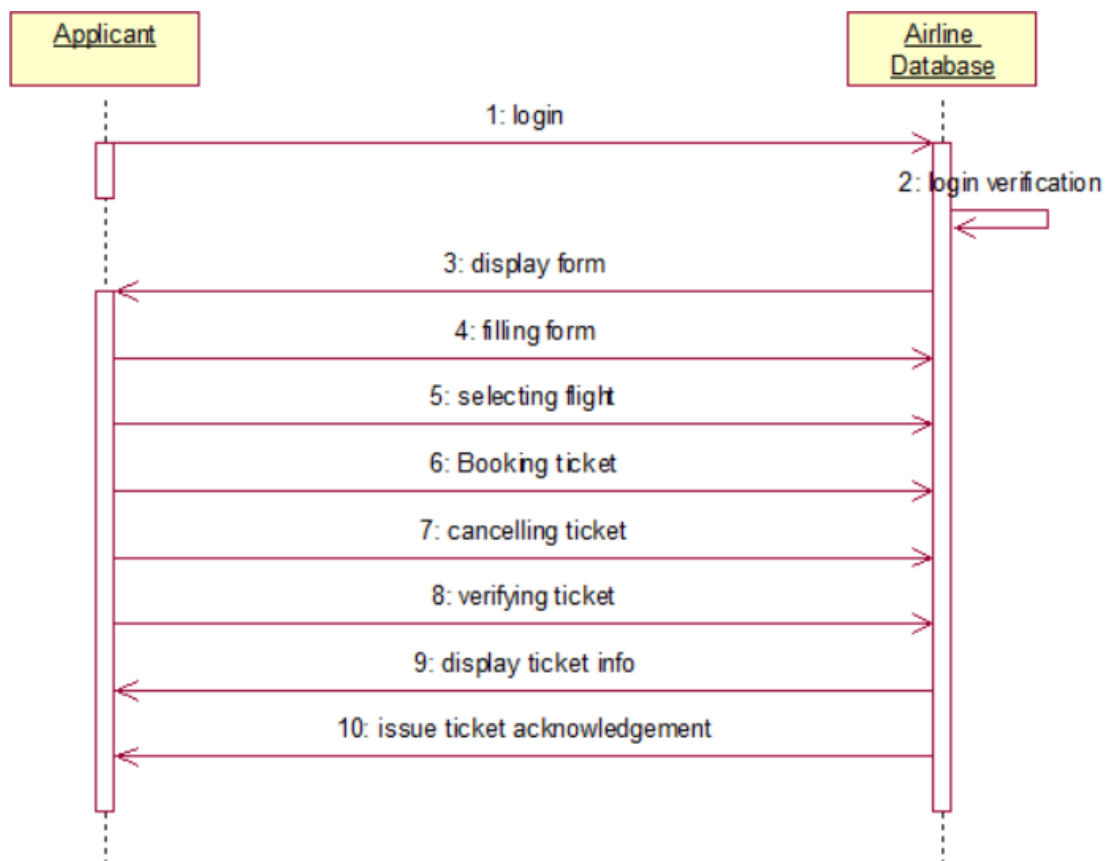 Applicant
Airline
Database
1: login
2: login verification
3: display form
4: filling form
5: selecting flight
6: Booking ticket
7: cancelling ticket
8: verifying ticket
9: display ticket info
10: issue ticket acknowledgement